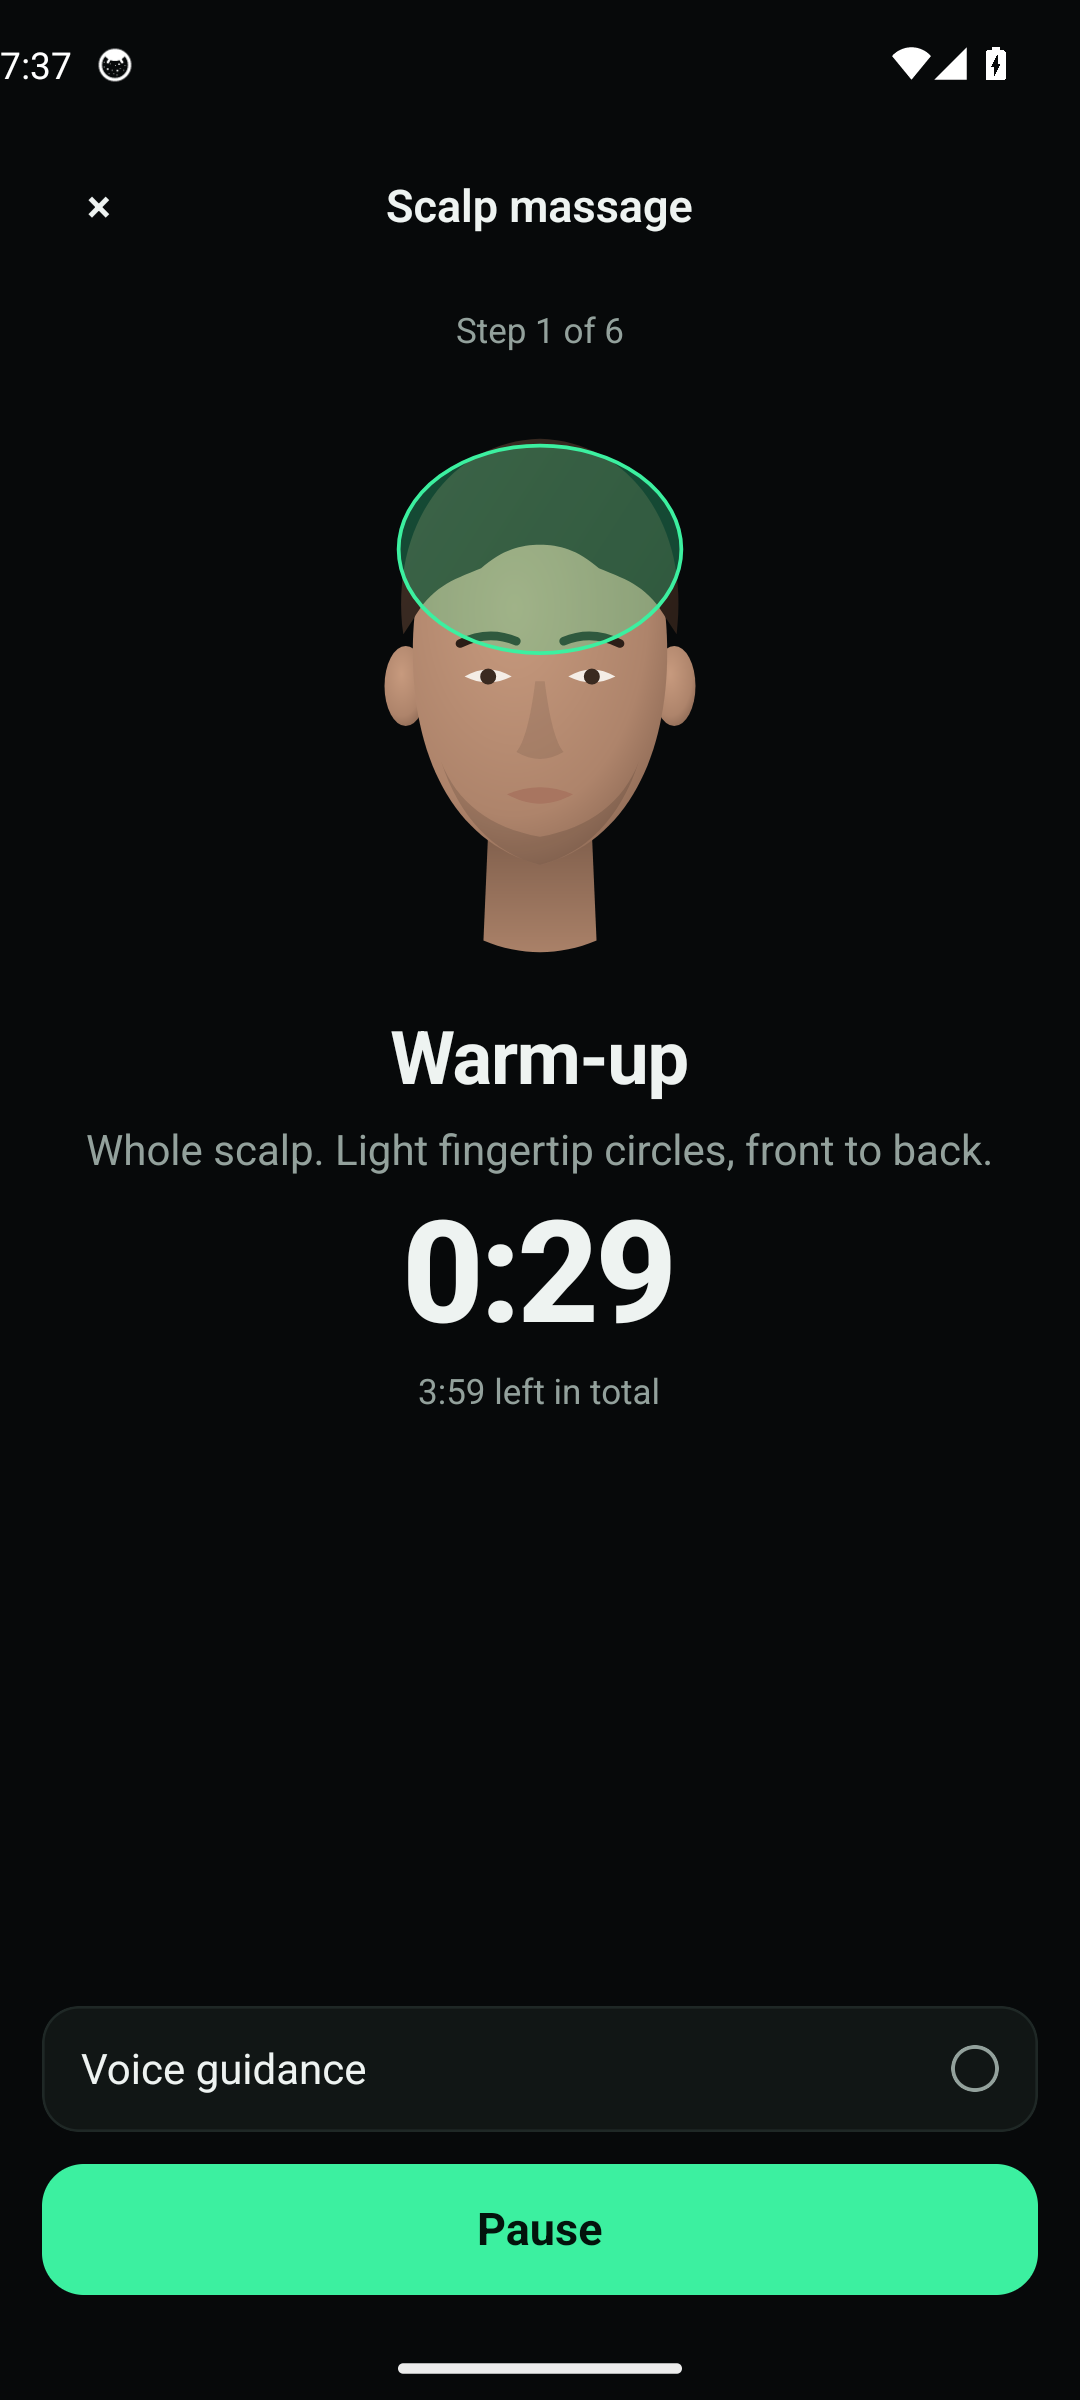 7:37
×
Scalp massage
Step 1 of 6
Warm-up
Whole scalp. Light fingertip circles, front to back.
0:29
3:59 left in total
Voice guidance
Pause